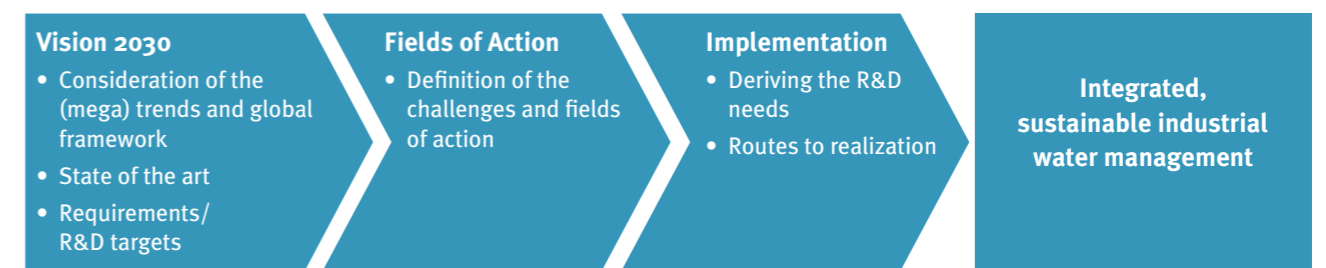 Vision 2030
• Consideration of the
(mega) trends and global
framework
• State of the art
• Requirements/
R&D targets
Fields of Action
• Definition of the
challenges and fields
of action
Implementation
• Deriving the R&D
needs
• Routes to realization
Integrated,
sustainable industrial
water management